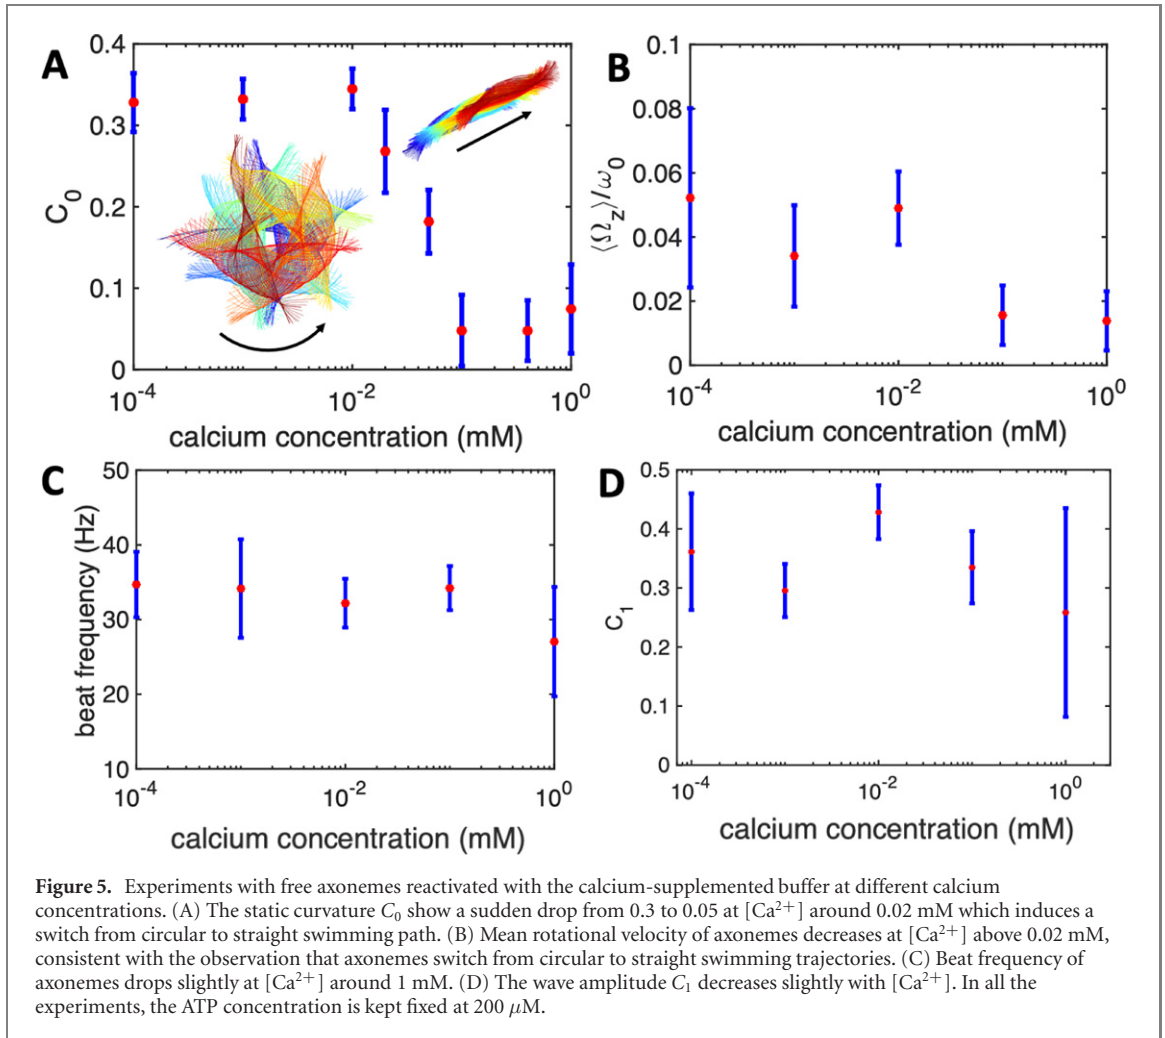 A
0.4
0.3
0.2
0.1
0
C0
10-4
10-2
100
calcium concentration (mM)
B
0.1
0.08
0.06
0.04
0.02
0
⟨Ωz⟩/ω0
10-4
10-2
100
calcium concentration (mM)
C
50
40
30
20
10
beat frequency (Hz)
10-4
10-2
100
calcium concentration (mM)
D
0.5
0.4
0.3
0.2
0.1
0
C1
10-4
10-2
100
calcium concentration (mM)
Figure 5. Experiments with free axonemes reactivated with the calcium-supplemented buffer at different calcium
concentrations. (A) The static curvature C0 show a sudden drop from 0.3 to 0.05 at [Ca2+] around 0.02 mM which induces a
switch from circular to straight swimming path. (B) Mean rotational velocity of axonemes decreases at [Ca2+] above 0.02 mM,
consistent with the observation that axonemes switch from circular to straight swimming trajectories. (C) Beat frequency of
axonemes drops slightly at [Ca2+] around 1 mM. (D) The wave amplitude C1 decreases slightly with [Ca2+]. In all the
experiments, the ATP concentration is kept fixed at 200 μM.